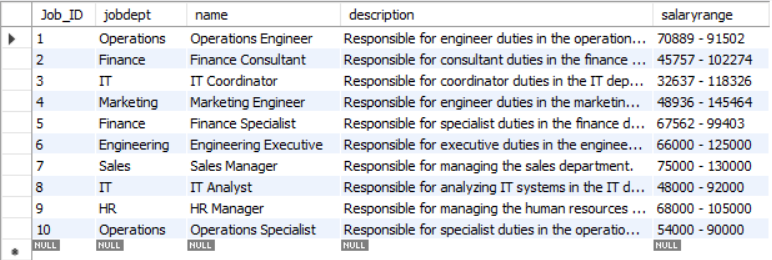 Job_ID jobdept name description salaryrange
1 Operations Operations Engineer Responsible for engineer duties in the operation... 70889 - 91502
2 Finance Finance Consultant Responsible for consultant duties in the finance ... 45757 - 102274
3 IT IT Coordinator Responsible for coordinator duties in the IT dep... 32637 - 118326
4 Marketing Marketing Engineer Responsible for engineer duties in the marketin... 48936 - 145464
5 Finance Finance Specialist Responsible for specialist duties in the finance d... 67562 - 99403
6 Engineering Engineering Executive Responsible for executive duties in the enginee... 66000 - 125000
7 Sales Sales Manager Responsible for managing the sales department. 75000 - 130000
8 IT IT Analyst Responsible for analyzing IT systems in the IT d... 48000 - 92000
9 HR HR Manager Responsible for managing the human resources ... 68000 - 105000
10 Operations Operations Specialist Responsible for specialist duties in the operatio... 54000 - 90000
NULL NULL NULL NULL NULL